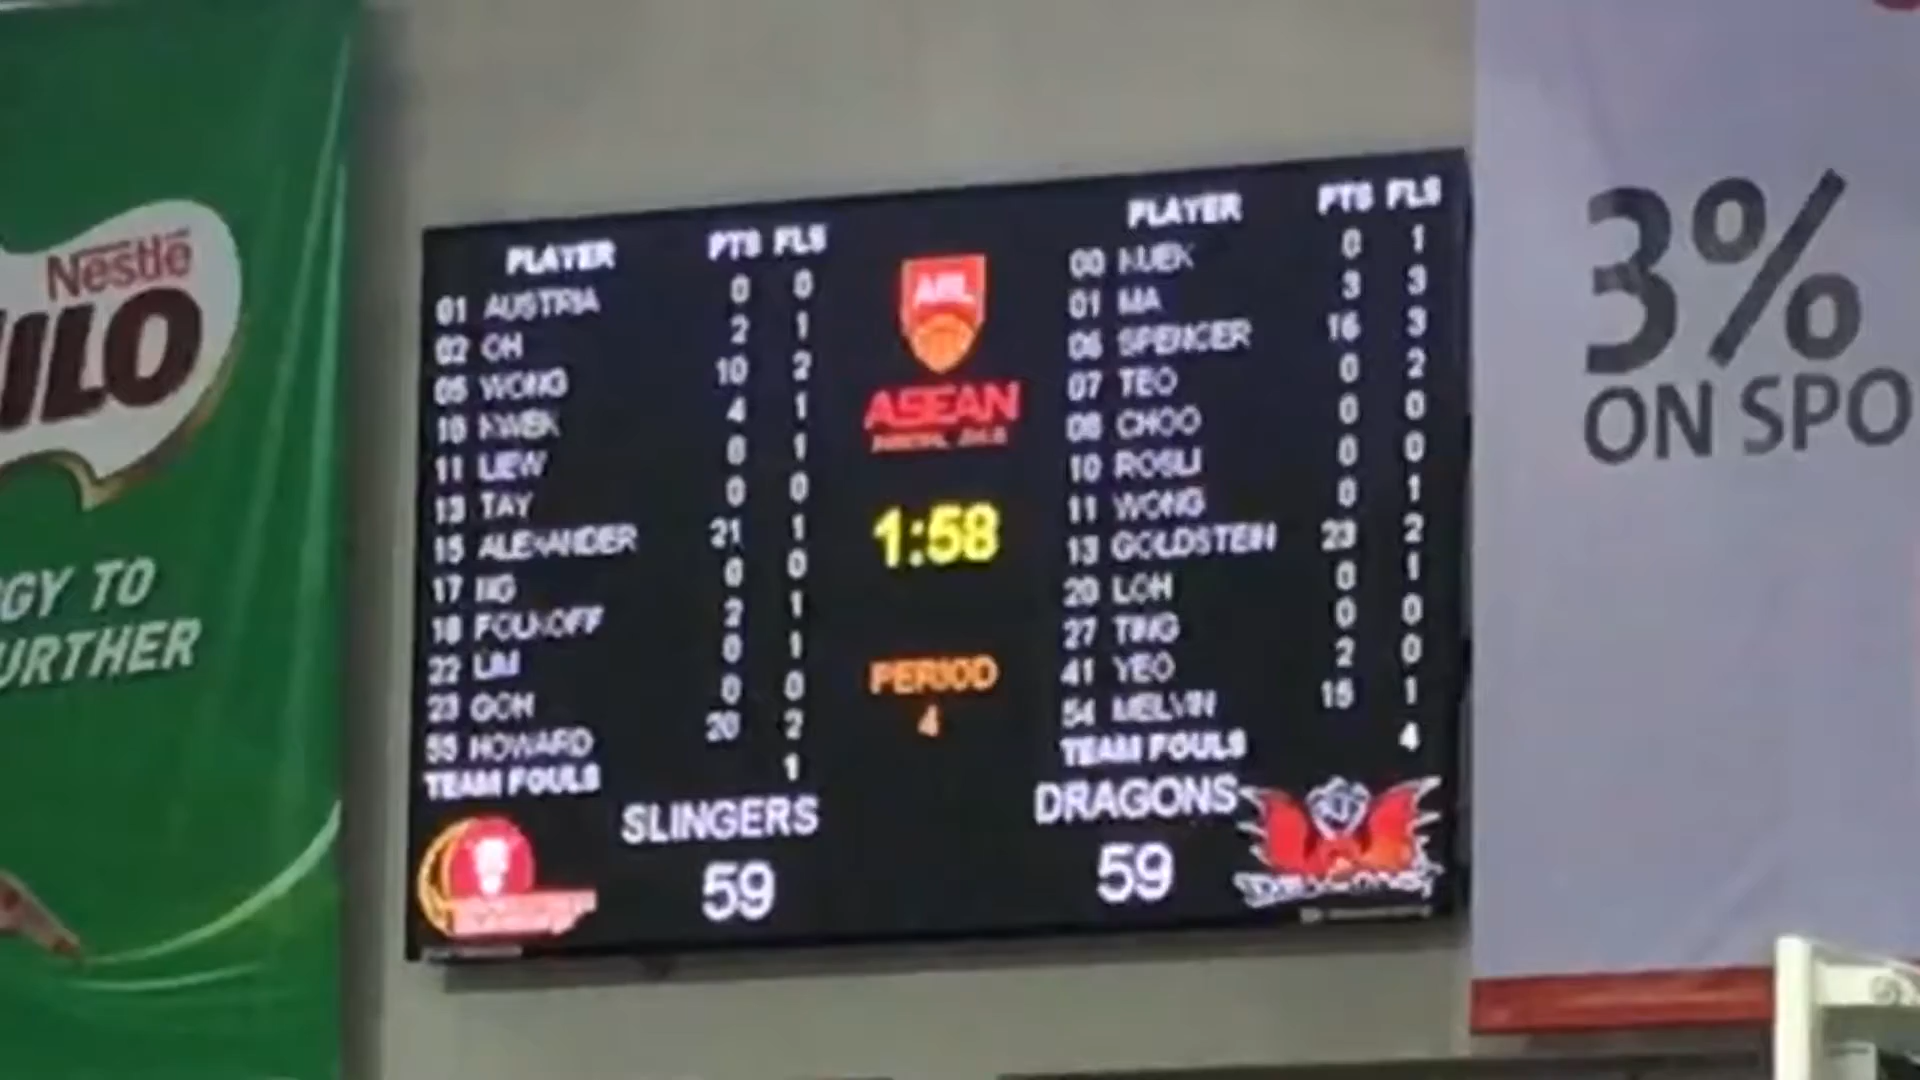 Nestlé
MILO
GY TO
URTHER
PLAYER PTS FLS
01 AUSTRIA 0 0
02 OH 2 1
05 WONG 10 2
10 KWEK 4 1
11 LIEW 0 1
13 TAY 0 0
15 ALEXANDER 21 1
17 NG 0 0
18 FOLKOFF 2 1
22 LIM 0 1
23 GOH 0 0
55 HOWARD 20 2
TEAM FOULS 1
SLINGERS
59
ABL
ASEAN
1:58
PERIOD
4
PLAYER PTS FLS
00 KUEK 0 1
01 MA 3 3
06 SPENCER 16 3
07 TEO 0 2
08 CHOO 0 0
10 ROSLI 0 0
11 WONG 0 1
13 GOLDSTEIN 23 2
20 LOH 0 1
27 TING 0 0
41 YEO 2 0
54 MELVIN 15 1
TEAM FOULS 4
DRAGONS
59
3%
ON SPO